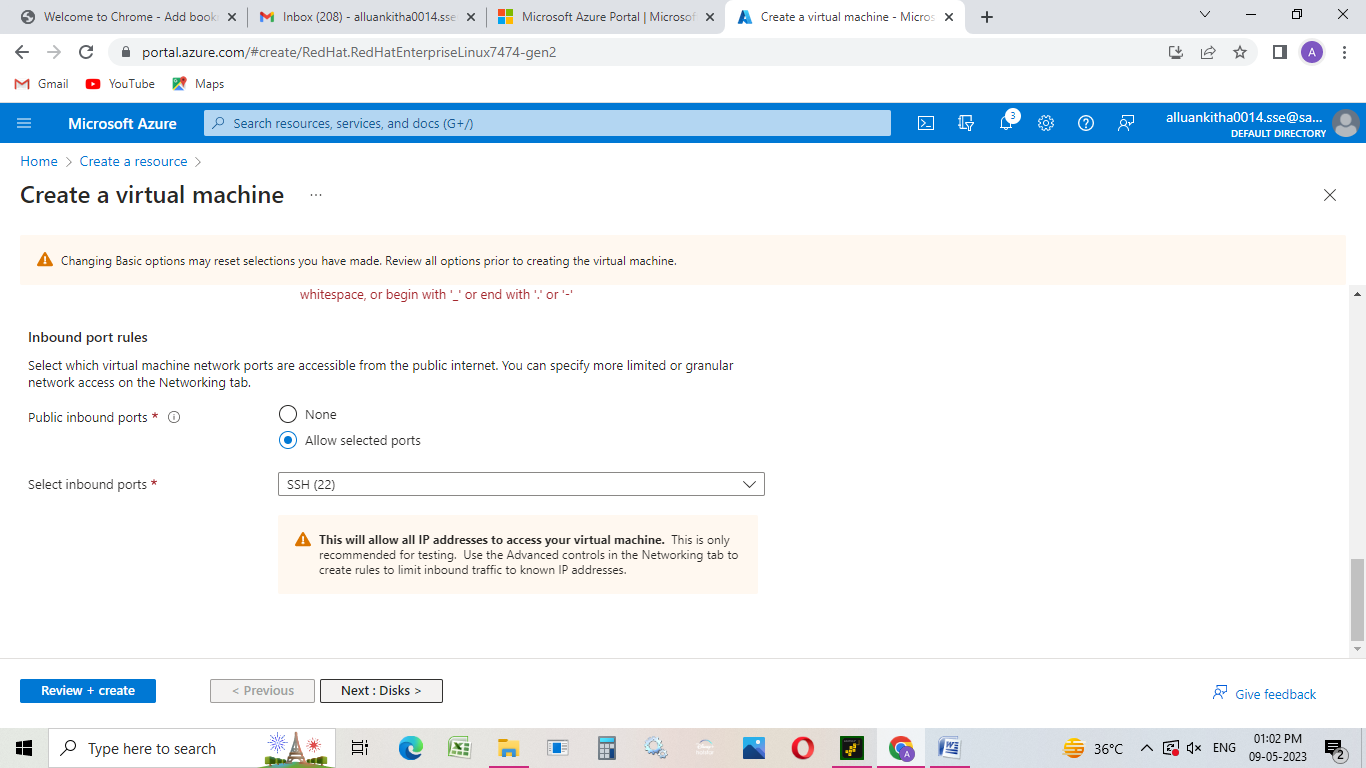 Welcome to Chrome - Add book
Inbox (208) - alluankitha0014.sse
Microsoft Azure Portal | Microsof
Create a virtual machine - Micros
portal.azure.com/#create/RedHat.RedHatEnterpriseLinux7474-gen2
A
Gmail
YouTube
Maps
Microsoft Azure
Search resources, services, and docs (G+/)
3
alluankitha0014.sse@sa...
DEFAULT DIRECTORY
Home > Create a resource >
Create a virtual machine ...
Changing Basic options may reset selections you have made. Review all options prior to creating the virtual machine.
whitespace, or begin with '_' or end with '.' or '-'
Inbound port rules
Select which virtual machine network ports are accessible from the public internet. You can specify more limited or granular
network access on the Networking tab.
Public inbound ports *
None
Allow selected ports
Select inbound ports *
SSH (22)
This will allow all IP addresses to access your virtual machine. This is only
recommended for testing. Use the Advanced controls in the Networking tab to
create rules to limit inbound traffic to known IP addresses.
Review + create
< Previous
Next : Disks >
Give feedback
Type here to search
A
36°C
ENG
01:02 PM
09-05-2023
2